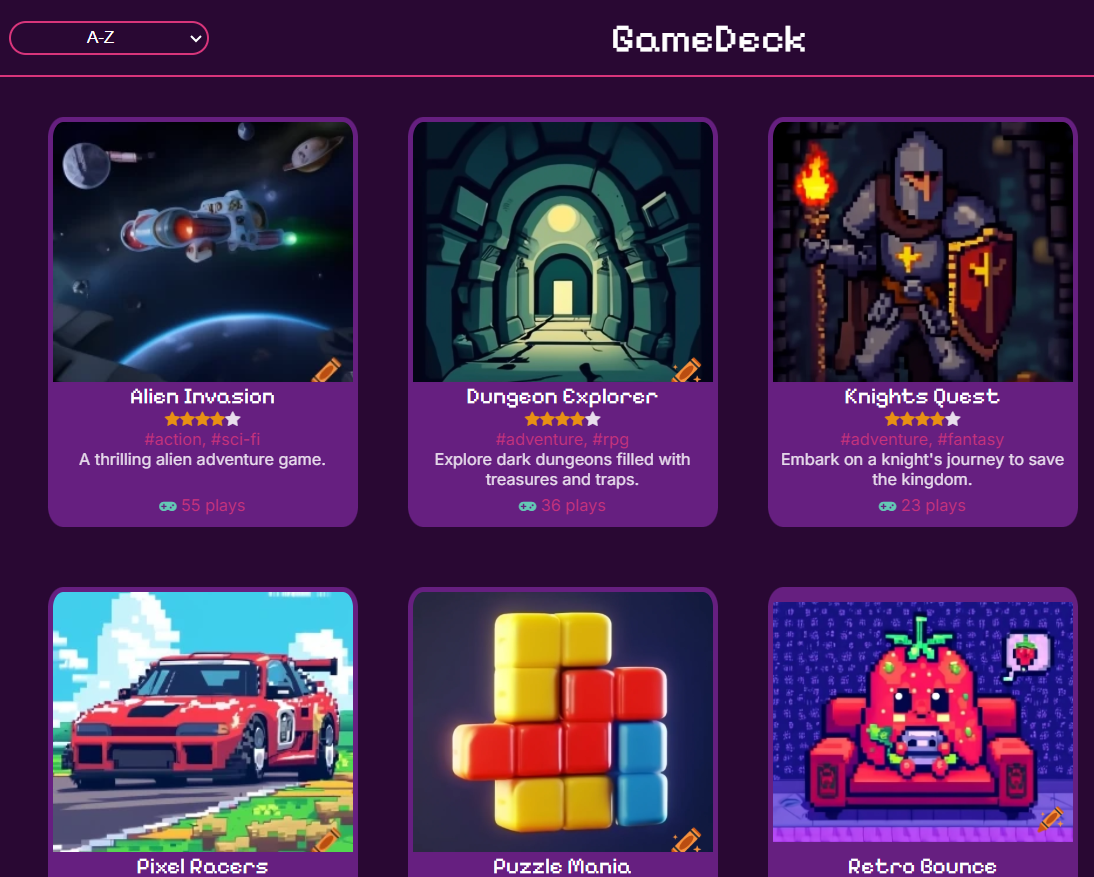 A-Z
GameDeck
Alien Invasion
#action, #sci-fi
A thrilling alien adventure game.
55 plays
Dungeon Explorer
#adventure, #rpg
Explore dark dungeons filled with
treasures and traps.
36 plays
Knights Quest
#adventure, #fantasy
Embark on a knight's journey to save
the kingdom.
23 plays
Pixel Racers
Puzzle Mania
Retro Bounce